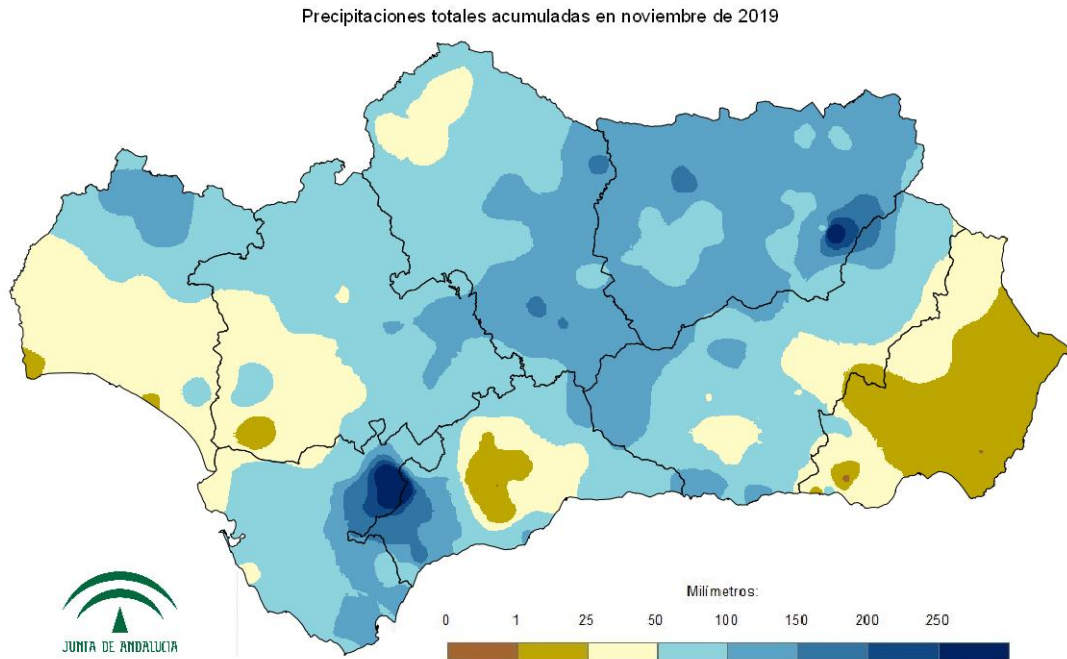 Precipitaciones totales acumuladas en noviembre de 2019
Milímetros:
0 1 25 50 100 150 200 250
JUNTA DE ANDALUCIA